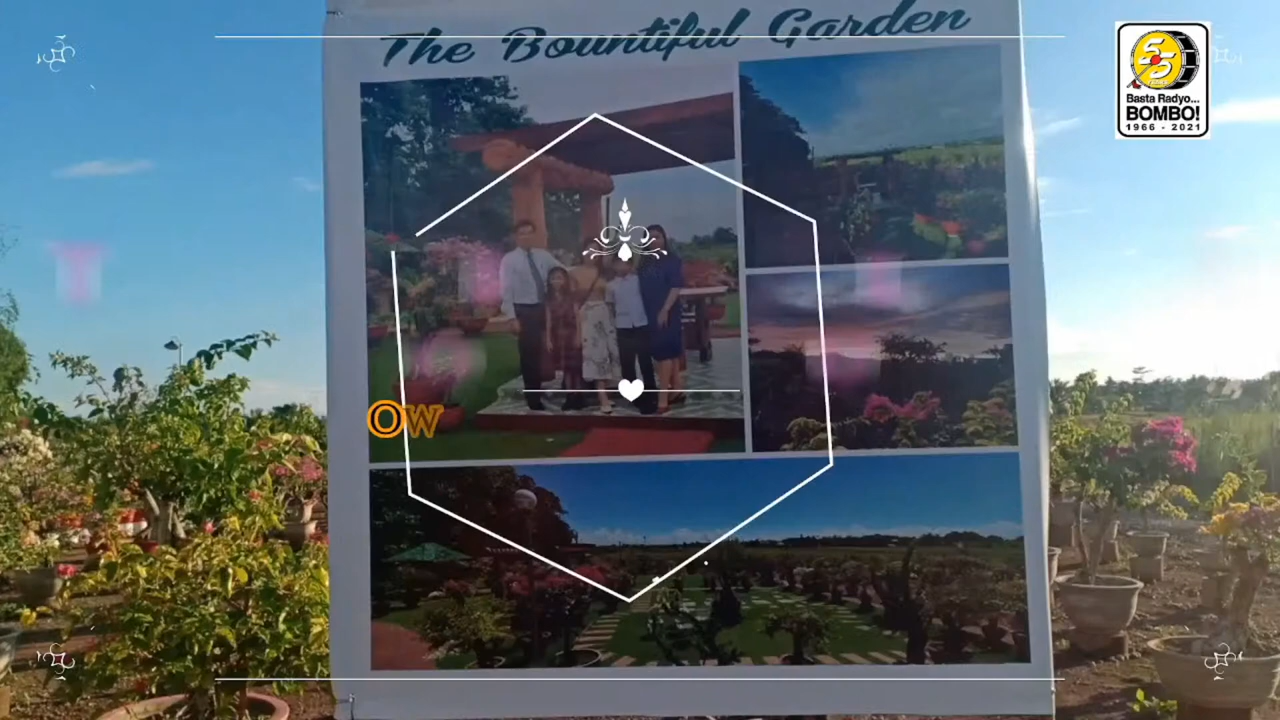 The Bountiful Garden
55
Basta Radyo...
BOMBO!
1966 - 2021
OW